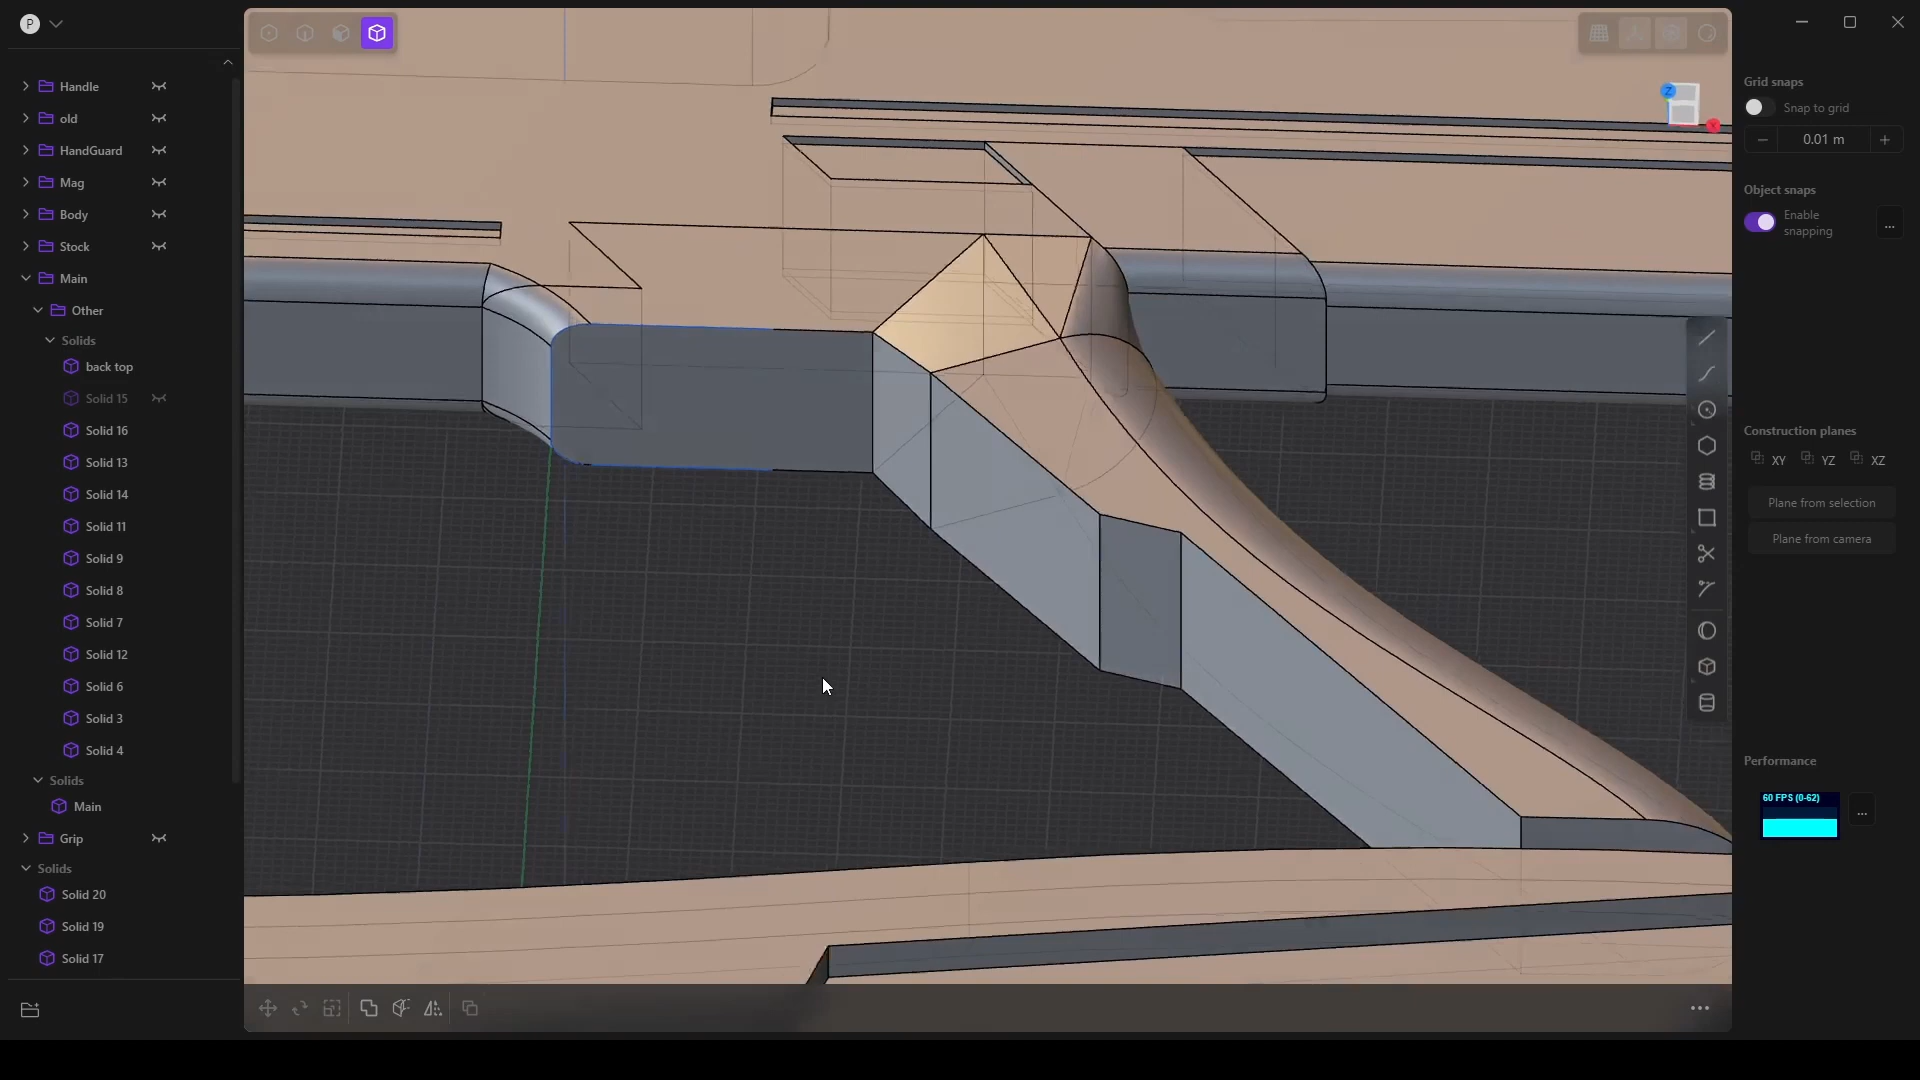 P
Handle
old
HandGuard
Mag
Body
Stock
Main
Other
Solids
back top
Solid 15
Solid 16
Solid 13
Solid 14
Solid 11
Solid 9
Solid 8
Solid 7
Solid 12
Solid 6
Solid 3
Solid 4
Solids
Main
Grip
Solids
Solid 20
Solid 19
Solid 17
Z
Grid snaps
Snap to grid
0.01 m
Object snaps
Enable
snapping
...
Construction planes
XY YZ XZ
Plane from selection
Plane from camera
Performance
60 FPS (0-62)
...